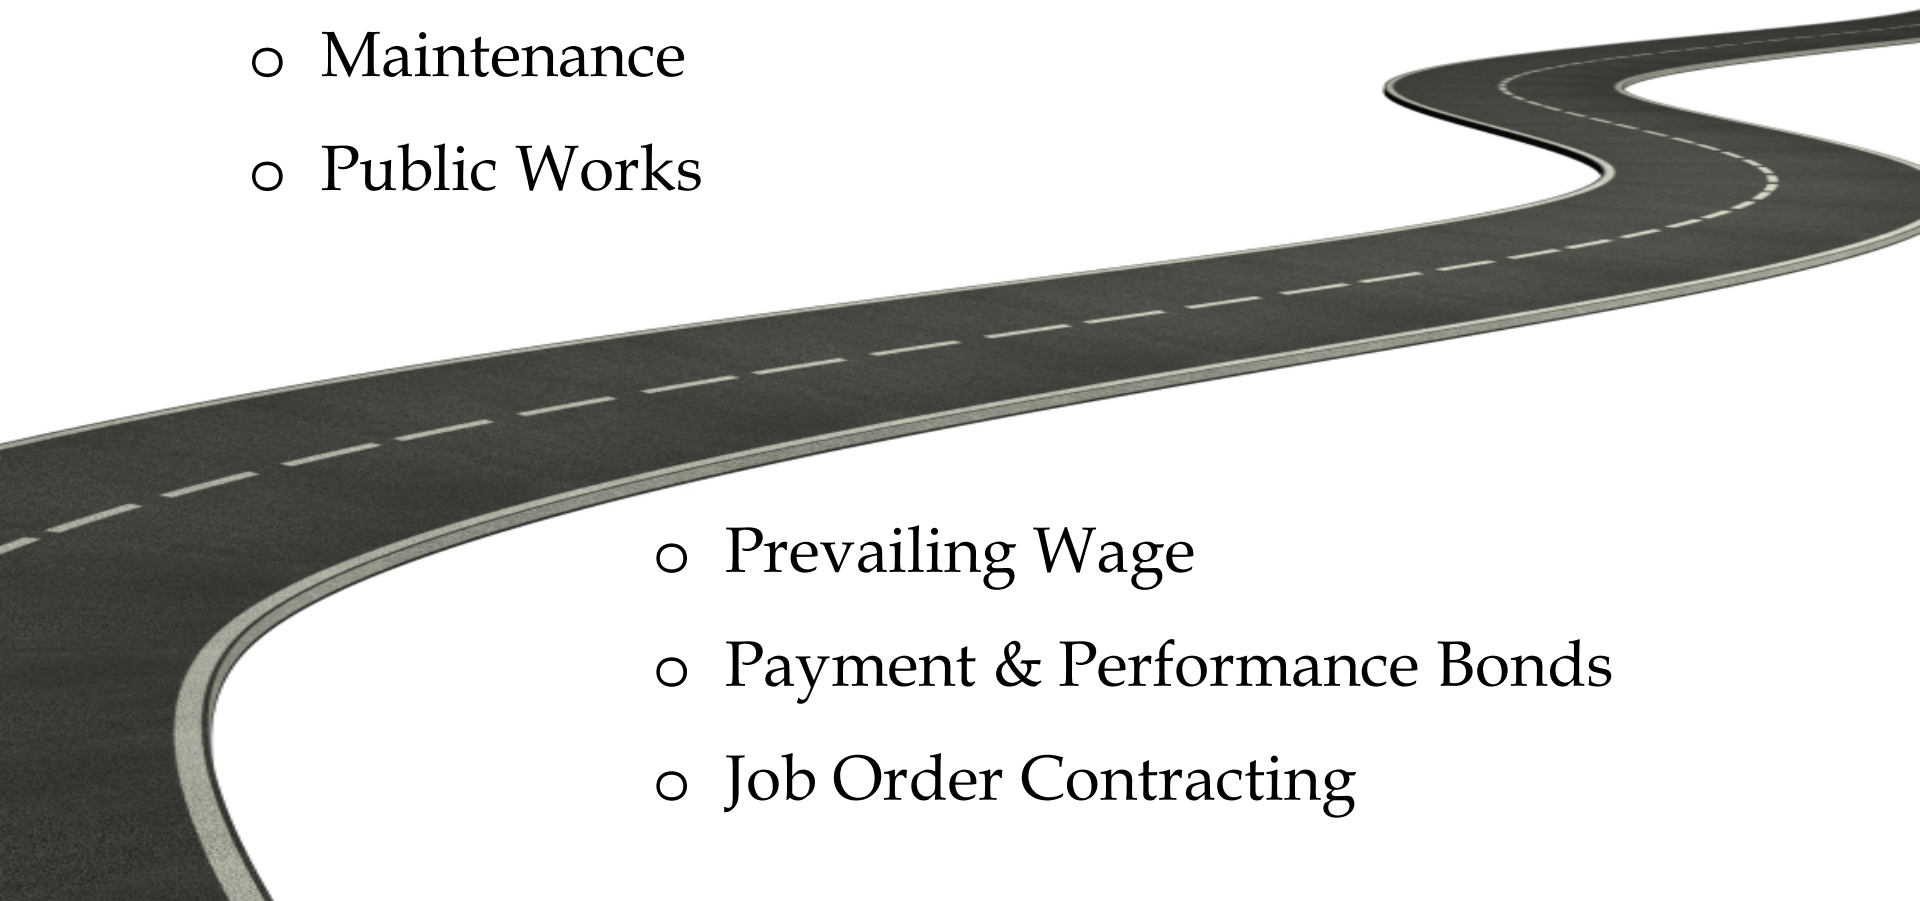 o Maintenance
o Public Works
o Prevailing Wage
o Payment & Performance Bonds
o Job Order Contracting